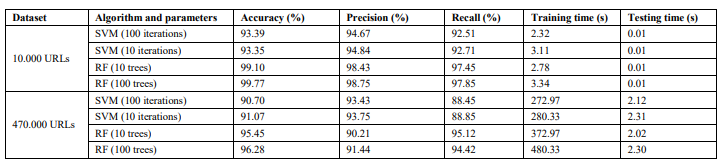 Dataset Algorithm and parameters Accuracy (%) Precision (%) Recall (%) Training time (s) Testing time (s)
10.000 URLs
SVM (100 iterations) 93.39 94.67 92.51 2.32 0.01
SVM (10 iterations) 93.35 94.84 92.71 3.11 0.01
RF (10 trees) 99.10 98.43 97.45 2.78 0.01
RF (100 trees) 99.77 98.75 97.85 3.34 0.01
470.000 URLs
SVM (100 iterations) 90.70 93.43 88.45 272.97 2.12
SVM (10 iterations) 91.07 93.75 88.85 280.33 2.31
RF (10 trees) 95.45 90.21 95.12 372.97 2.02
RF (100 trees) 96.28 91.44 94.42 480.33 2.30